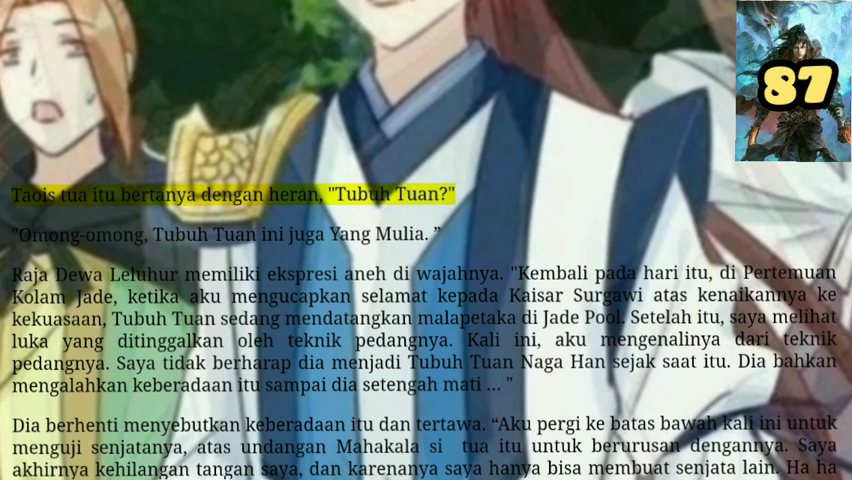 87
Taois tua itu bertanya dengan heran, "Tubuh Tuan?"
"Omong-omong, Tubuh Tuan ini juga Yang Mulia. ”
Raja Dewa Leluhur memiliki ekspresi aneh di wajahnya. "Kembali pada hari itu, di Pertemuan
Kolam Jade, ketika aku mengucapkan selamat kepada Kaisar Surgawi atas kenaikannya ke
kekuasaan, Tubuh Tuan sedang mendatangkan malapetaka di Jade Pool. Setelah itu, saya melihat
luka yang ditinggalkan oleh teknik pedangnya. Kali ini, aku mengenalinya dari teknik
pedangnya. Saya tidak berharap dia menjadi Tubuh Tuan Naga Han sejak saat itu. Dia bahkan
mengalahkan keberadaan itu sampai dia setengah mati ... "
Dia berhenti menyebutkan keberadaan itu dan tertawa. “Aku pergi ke batas bawah kali ini untuk
menguji senjatanya, atas undangan Mahakala si tua itu untuk berurusan dengannya. Saya
akhirnya kehilangan tangan saya, dan karenanya saya hanya bisa membuat senjata lain. Ha ha